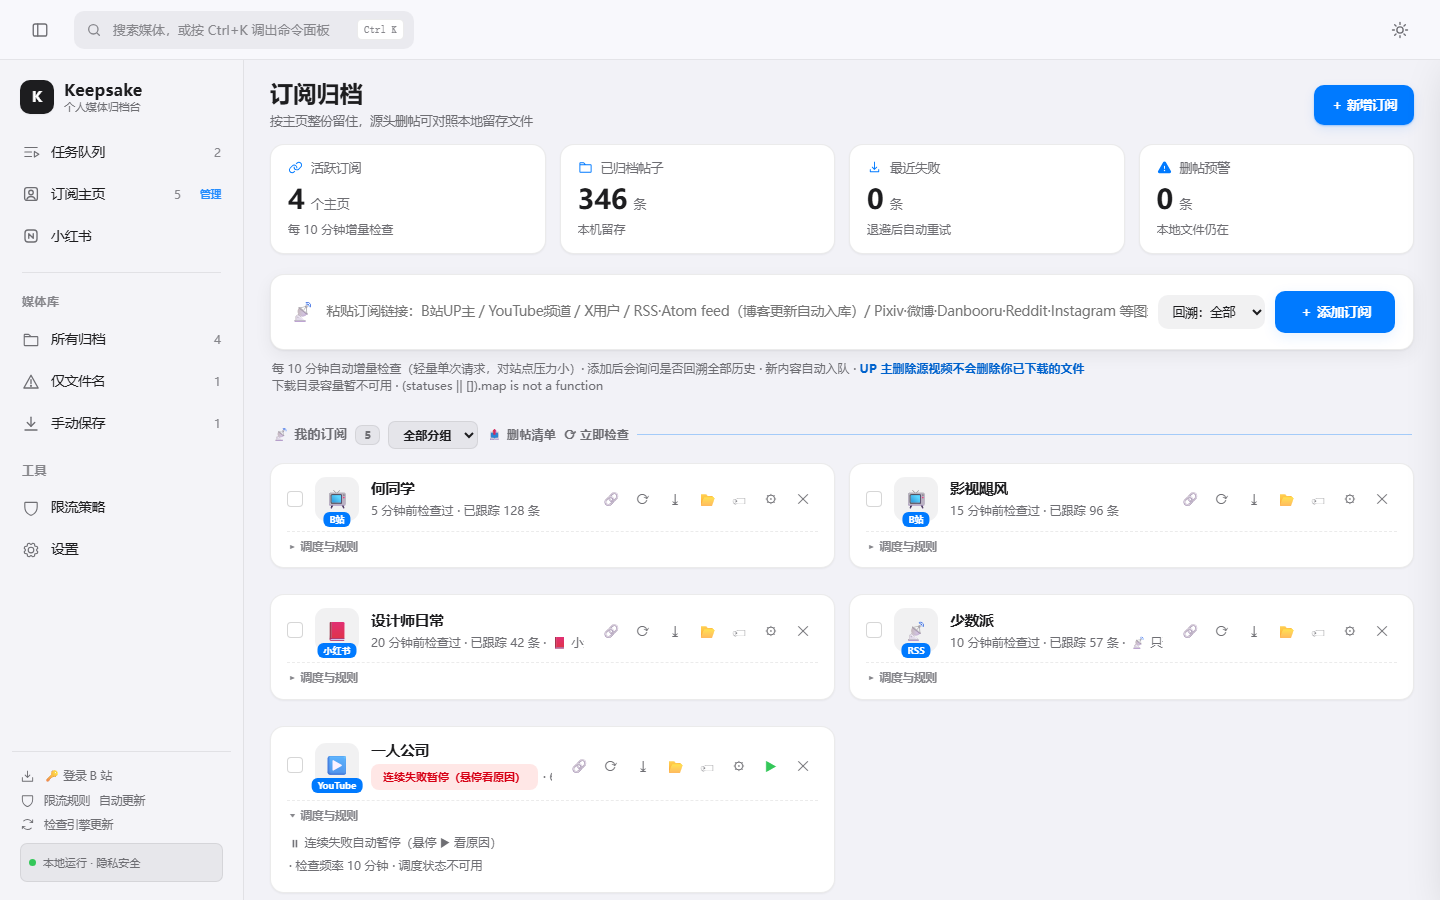 搜索媒体，或按 Ctrl+K 调出命令面板
Ctrl K
K
Keepsake
个人媒体归档台
任务队列 2
订阅主页 5 管理
小红书
媒体库
所有归档 4
仅文件名 1
手动保存 1
工具
限流策略
设置
登录 B 站
限流规则 自动更新
检查引擎更新
本地运行 · 隐私安全
订阅归档
按主页整份留住，源头删帖可对照本地留存文件
+ 新增订阅
活跃订阅
4 个主页
每 10 分钟增量检查
已归档帖子
346 条
本机留存
最近失败
0 条
退避后自动重试
删帖预警
0 条
本地文件仍在
粘贴订阅链接：B站UP主 / YouTube频道 / X用户 / RSS·Atom feed（博客更新自动入库）/ Pixiv·微博·Danbooru·Reddit·Instagram 等图
回溯：全部
+ 添加订阅
每 10 分钟自动增量检查（轻量单次请求，对站点压力小）· 添加后会询问是否回溯全部历史 · 新内容自动入队 · UP 主删除源视频不会删除你已下载的文件
下载目录容量暂不可用 · (statuses || []).map is not a function
我的订阅 5 全部分组 删帖清单 立即检查
何同学
5 分钟前检查过 · 已跟踪 128 条
B站
调度与规则
影视飓风
15 分钟前检查过 · 已跟踪 96 条
B站
调度与规则
设计师日常
20 分钟前检查过 · 已跟踪 42 条 · 小
小红书
调度与规则
少数派
10 分钟前检查过 · 已跟踪 57 条 · 只
RSS
调度与规则
一人公司
连续失败暂停（悬停看原因） ·
YouTube
调度与规则
⏸ 连续失败自动暂停（悬停 ▶ 看原因）
· 检查频率 10 分钟 · 调度状态不可用